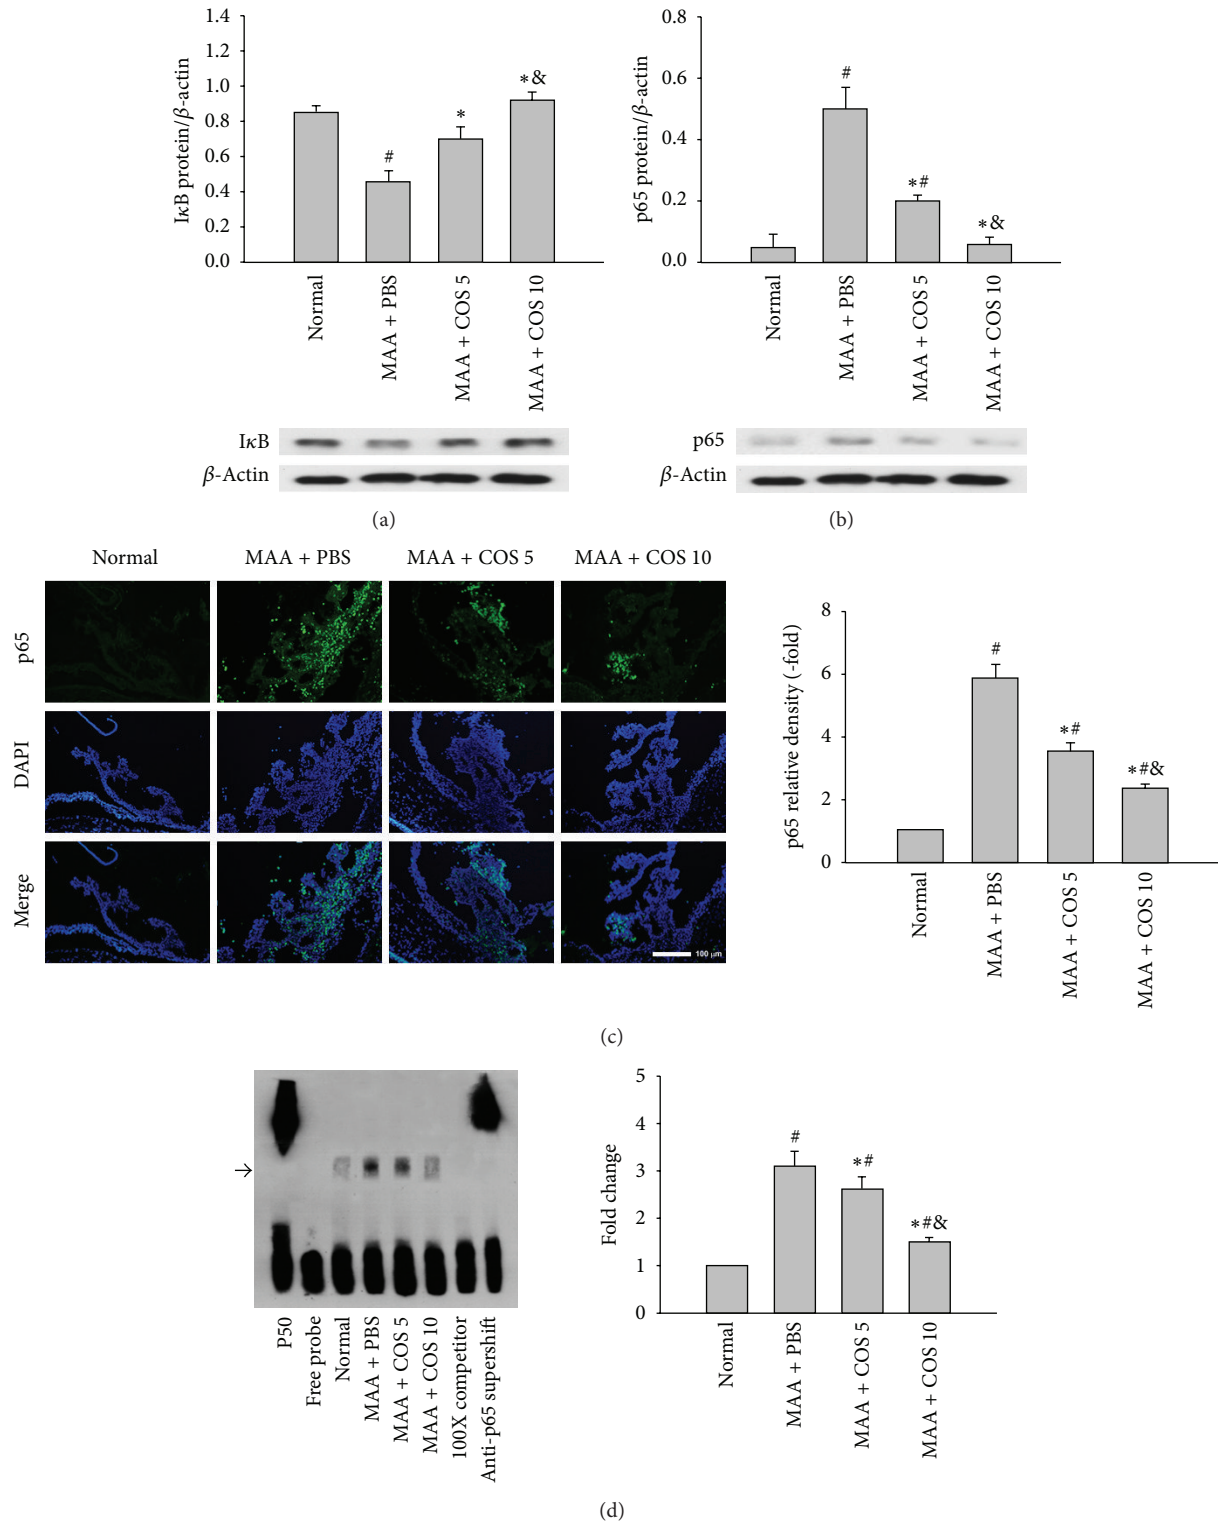 1.4
1.2
1.0
0.8
0.6
0.4
0.2
0.0
IκB protein/β-actin
#
*
*&
Normal
MAA + PBS
MAA + COS 5
MAA + COS 10
IκB
β-Actin
(a)
0.8
0.6
0.4
0.2
0.0
p65 protein/β-actin
#
*#
*&
Normal
MAA + PBS
MAA + COS 5
MAA + COS 10
p65
β-Actin
(b)
Normal
MAA + PBS
MAA + COS 5
MAA + COS 10
p65
DAPI
Merge
100 μm
8
6
4
2
0
p65 relative density (-fold)
#
*#
*#&
Normal
MAA + PBS
MAA + COS 5
MAA + COS 10
(c)
→
P50
Free probe
Normal
MAA + PBS
MAA + COS 5
MAA + COS 10
100X competitor
Anti-p65 supershift
5
4
3
2
1
0
Fold change
#
*#
*#&
Normal
MAA + PBS
MAA + COS 5
MAA + COS 10
(d)